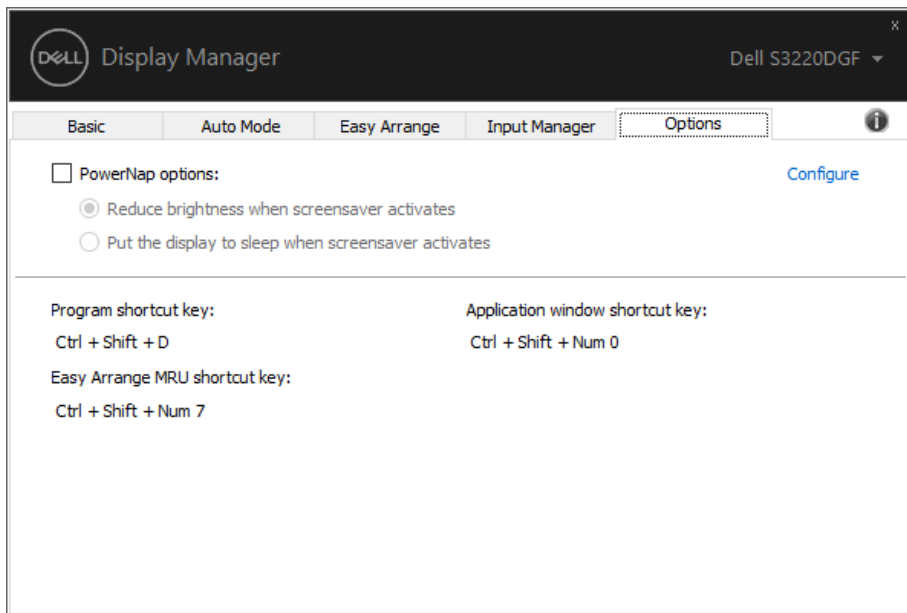 x
DELL Display Manager
Dell S3220DGF
Basic Auto Mode Easy Arrange Input Manager Options
PowerNap options: Configure
Reduce brightness when screensaver activates
Put the display to sleep when screensaver activates
Program shortcut key: Application window shortcut key:
Ctrl + Shift + D Ctrl + Shift + Num 0
Easy Arrange MRU shortcut key:
Ctrl + Shift + Num 7